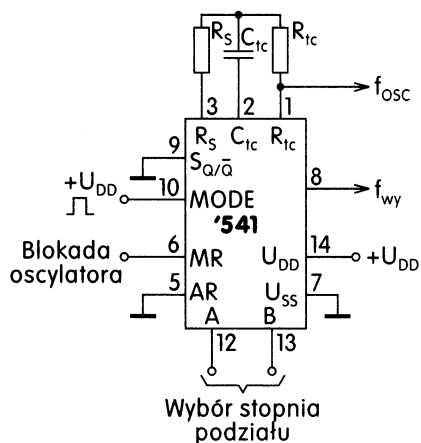 R_S C_tc R_tc
f_OSC
3 2 1
R_S C_tc R_tc
9 S_Q/Q̅
+U_DD
10 MODE 8 f_wy
'541
Blokada
oscylatora
6 MR U_DD 14 +U_DD
5 AR U_SS 7
A B
12 13
Wybór stopnia
podziału